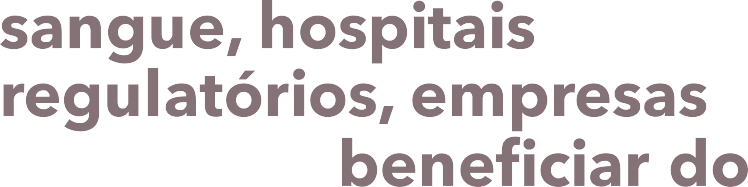 sangue, hospitais
regulatórios, empresas
beneficiar do